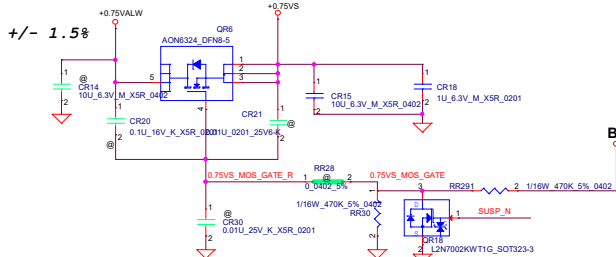 +0.75VALW
+0.75VS
+/- 1.5%
QR6
AON6324_DFN8-5
1
2
3
5
4
@
1
CR14
10U_6.3V_M_X5R_0402
2
1
CR15
10U_6.3V_M_X5R_0402
2
1
CR18
1U_6.3V_M_X5R_0201
2
1
CR20
0.1U_16V_K_X5R_0201
2
@
1
CR21
0.01U_0201_25V6-K
2
@
0.75VS_MOS_GATE_R
1
RR28
@
0_0402_5%
2
0.75VS_MOS_GATE
RR291
2
1/16W_470K_5%_0402
B
1
1/16W_470K_5%_0402
RR30
2
3
D
S
1
SUSP_N
QR18
2
L2N7002KWT1G_SOT323-3
@
1
CR30
0.01U_25V_K_X5R_0201
2